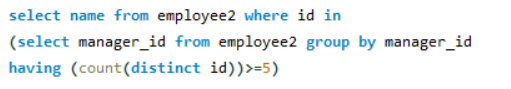 select name from employee2 where id in
(select manager_id from employee2 group by manager_id
having (count(distinct id))>=5)